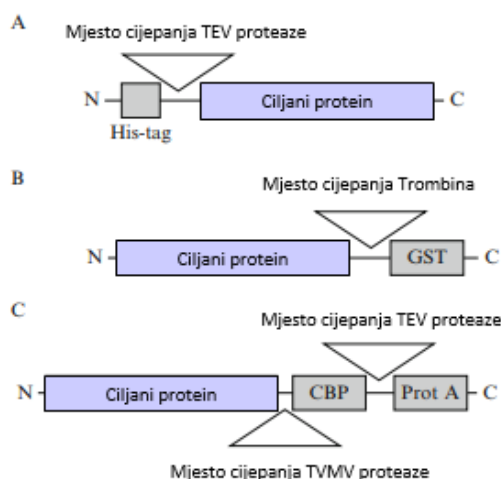 A
Mjesto cijepanja TEV proteaze
N
Ciljani protein
C
His-tag
B
Mjesto cijepanja Trombina
N
Ciljani protein
GST
C
C
Mjesto cijepanja TEV proteaze
N
Ciljani protein
CBP
Prot A
C
Mjesto cijepanja TVMV proteaze